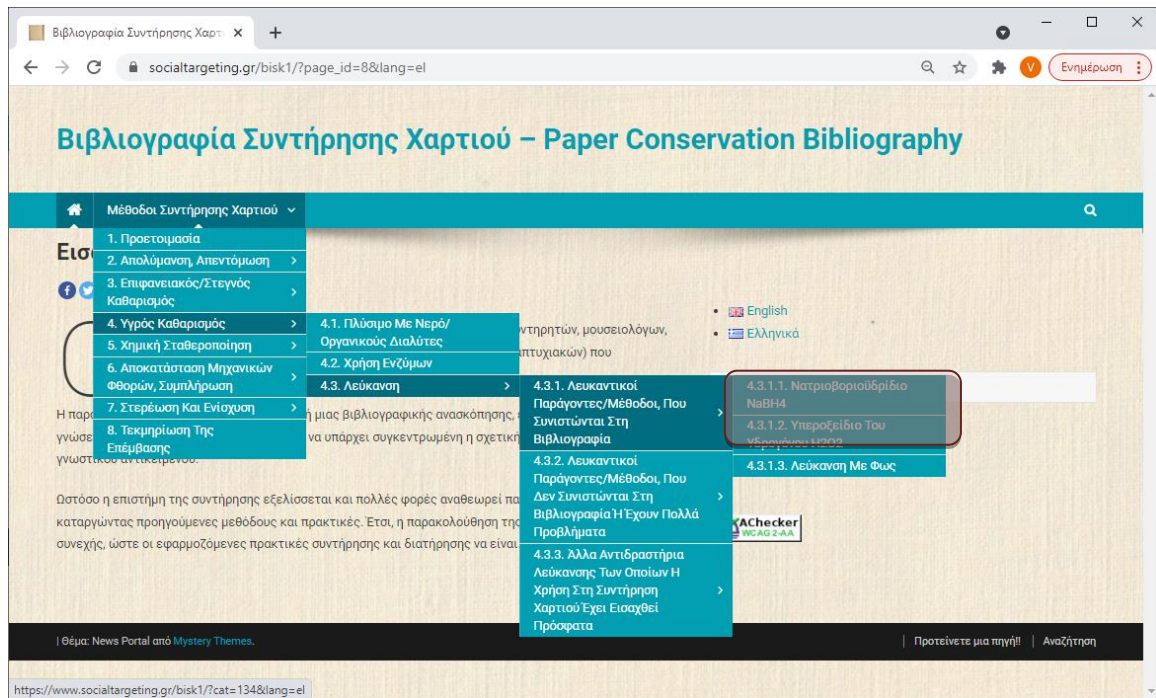 Βιβλιογραφία Συντήρησης Χαρτι
socialtargeting.gr/bisk1/?page_id=8&lang=el
V
Ενημέρωση
Βιβλιογραφία Συντήρησης Χαρτιού – Paper Conservation Bibliography
Μέθοδοι Συντήρησης Χαρτιού
Εισ
1. Προετοιμασία
2. Απολύμανση, Απεντόμωση
3. Επιφανειακός/Στεγνός
Καθαρισμός
4. Υγρός Καθαρισμός
5. Χημική Σταθεροποίηση
6. Αποκατάσταση Μηχανικών
Φθορών, Συμπλήρωση
7. Στερέωση Και Ενίσχυση
8. Τεκμηρίωση Της
Επέμβασης
4.1. Πλύσιμο Με Νερό/
Οργανικούς Διαλύτες
4.2. Χρήση Ενζύμων
4.3. Λεύκανση
4.3.1. Λευκαντικοί
Παράγοντες/Μέθοδοι, Που
Συνιστώνται Στη
Βιβλιογραφία
4.3.2. Λευκαντικοί
Παράγοντες/Μέθοδοι, Που
Δεν Συνιστώνται Στη
Βιβλιογραφία Ή Έχουν Πολλά
Προβλήματα
4.3.3. Άλλα Αντιδραστήρια
Λεύκανσης Των Οποίων Η
Χρήση Στη Συντήρηση
Χαρτιού Έχει Εισαχθεί
Πρόσφατα
4.3.1.1. Νατριοβοριοϋδρίδιο
NaBH4
4.3.1.2. Υπεροξείδιο Του
Υδρογόνου H2O2
4.3.1.3. Λεύκανση Με Φως
English
Ελληνικά
ντηρητών, μουσειολόγων,
πτυχιακών) που
Η παρο
ή μιας βιβλιογραφικής ανασκόπησης,
γνώσε
να υπάρχει συγκεντρωμένη η σχετική
γνωστικού αντικειμένου.
Ωστόσο η επιστήμη της συντήρησης εξελίσσεται και πολλές φορές αναθεωρεί πα
καταργώντας προηγούμενες μεθόδους και πρακτικές. Έτσι, η παρακολούθηση της
συνεχής, ώστε οι εφαρμοζόμενες πρακτικές συντήρησης και διατήρησης να είναι
AChecker
WCAG 2-AA
| Θέμα: News Portal από Mystery Themes.
| Προτείνετε μια πηγή!! | Αναζήτηση
https://www.socialtargeting.gr/bisk1/?cat=134&lang=el